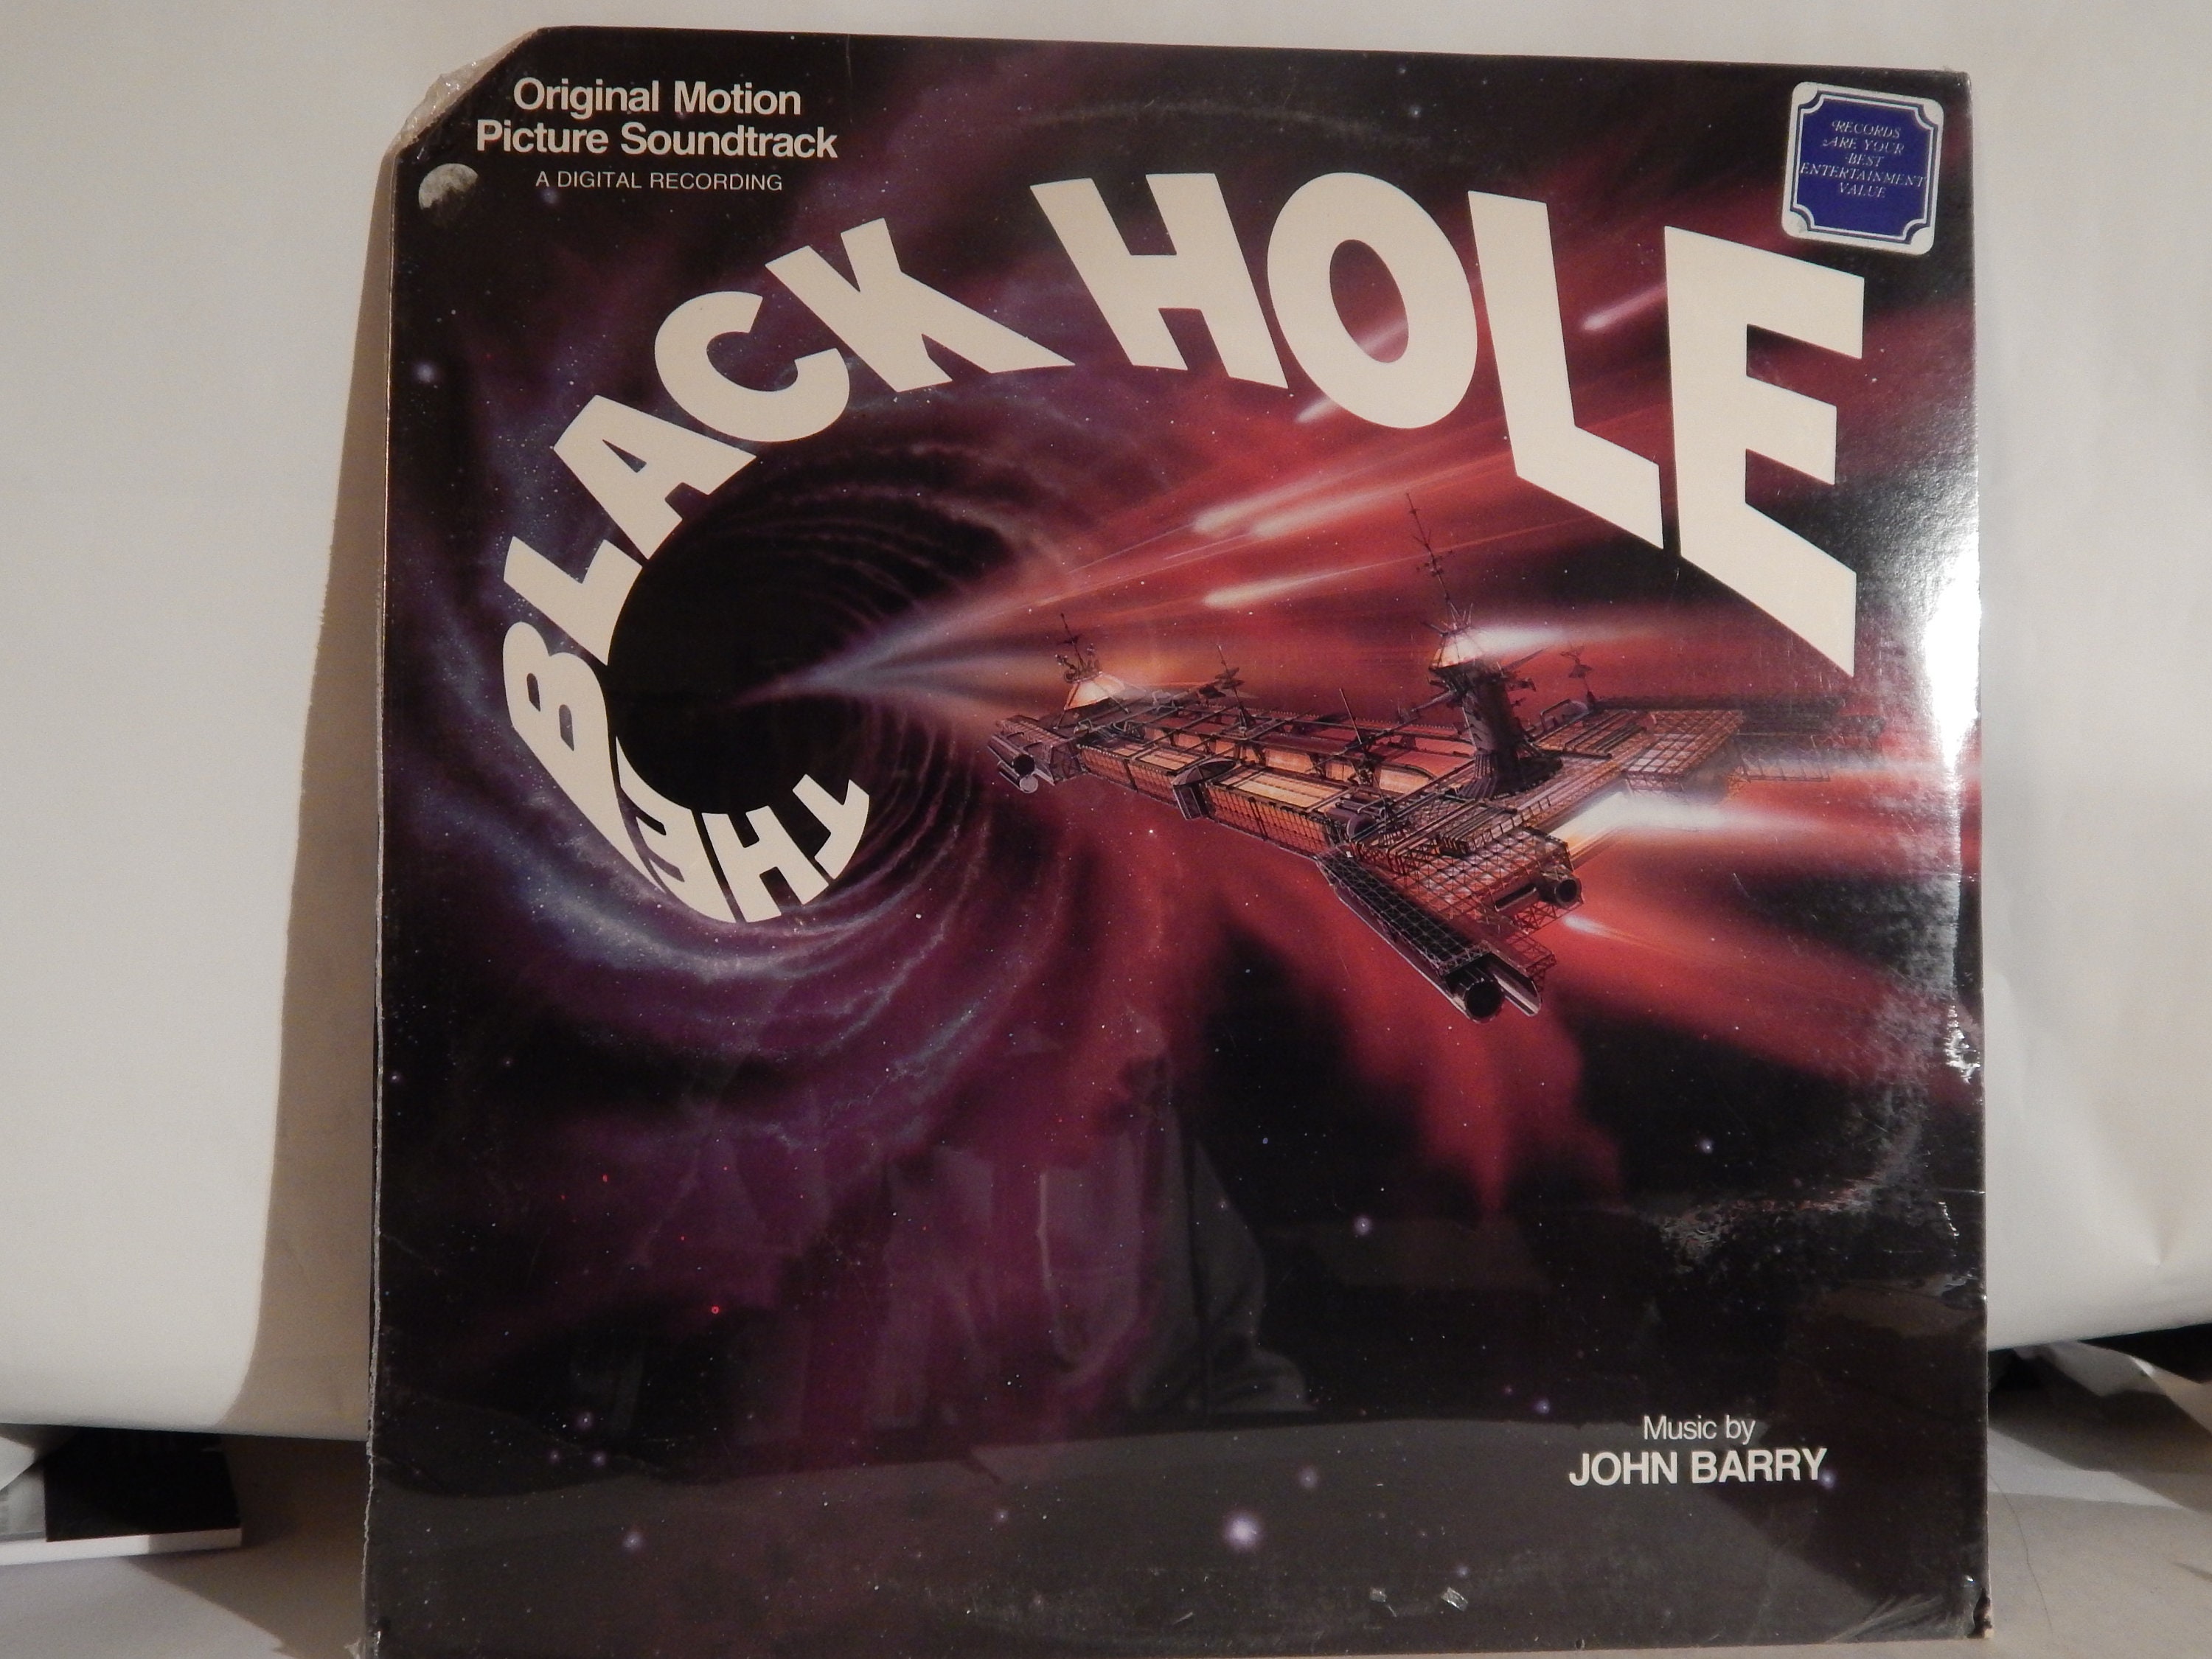 Original Motion
Picture Soundtrack
A DIGITAL RECORDING
RECORDS
ARE YOUR
BEST
ENTERTAINMENT
VALUE
THE BLACK HOLE
Music by
JOHN BARRY